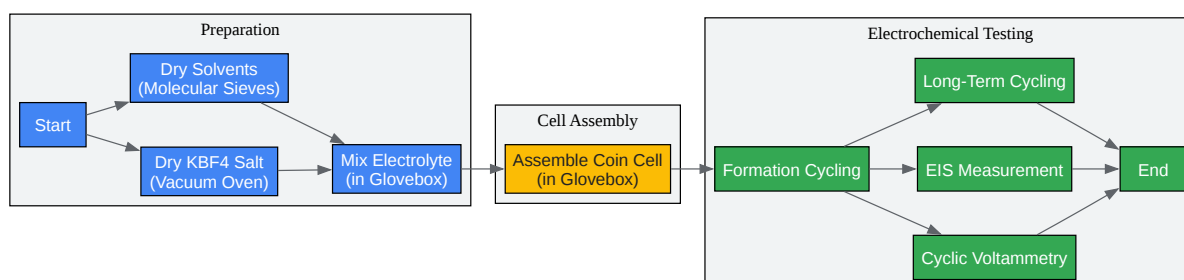 Preparation
Start
Dry Solvents
(Molecular Sieves)
Dry KBF4 Salt
(Vacuum Oven)
Mix Electrolyte
(in Glovebox)
Cell Assembly
Assemble Coin Cell
(in Glovebox)
Electrochemical Testing
Formation Cycling
Long-Term Cycling
EIS Measurement
Cyclic Voltammetry
End